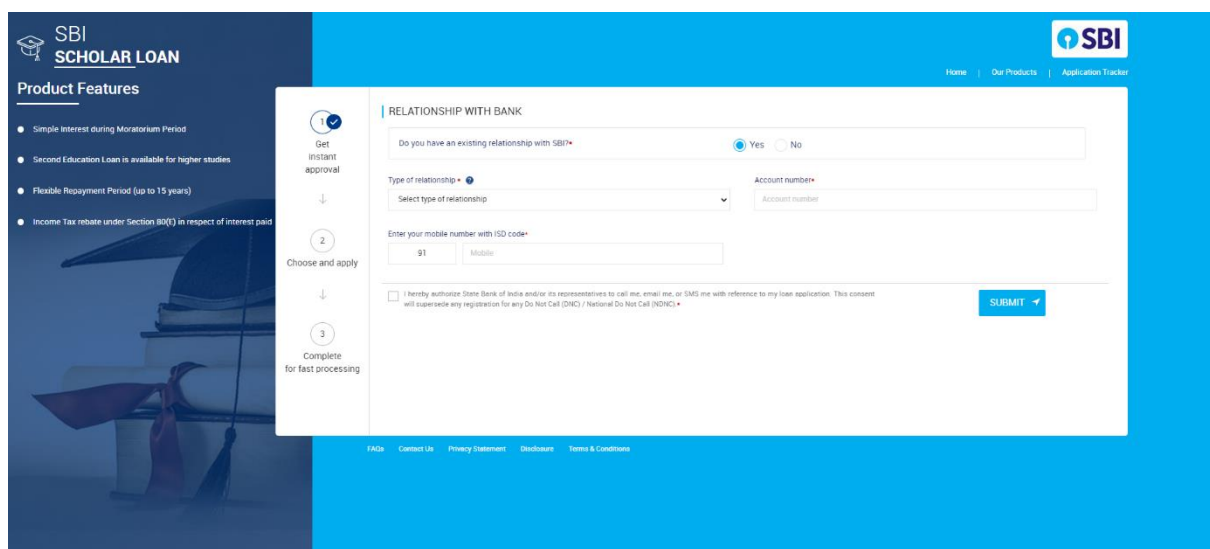 SBI
SCHOLAR LOAN
Product Features
Simple Interest during Moratorium Period
Second Education Loan is available for higher studies
Flexible Repayment Period (up to 15 years)
Income Tax rebate under Section 80(E) in respect of interest paid
SBI
Home | Our Products | Application Tracker
1
Get
instant
approval
2
Choose and apply
3
Complete
for fast processing
RELATIONSHIP WITH BANK
Do you have an existing relationship with SBI?*
Yes No
Type of relationship * ?
Account number*
Select type of relationship
Account number
Enter your mobile number with ISD code*
91 Mobile
I hereby authorize State Bank of India and/or its representatives to call me, email me, or SMS me with reference to my loan application. This consent
will supersede any registration for any Do Not Call (DNC) / National Do Not Call (NDNC).*
SUBMIT
FAQs Contact Us Privacy Statement Disclosure Terms & Conditions